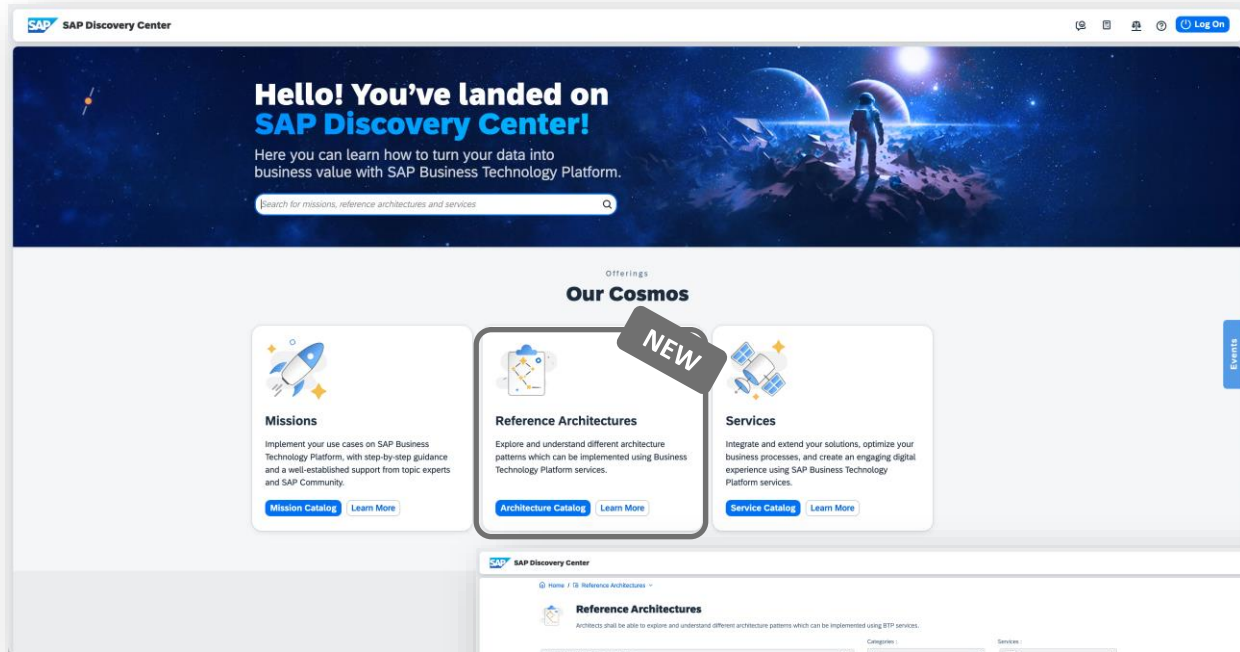 SAP SAP Discovery Center
Log On
Hello! You've landed on
SAP Discovery Center!
Here you can learn how to turn your data into
business value with SAP Business Technology Platform.
Search for missions, reference architectures and services
Offerings
Our Cosmos
NEW
Missions
Implement your use cases on SAP Business
Technology Platform, with step-by-step guidance
and a well-established support from topic experts
and SAP Community.
Mission Catalog Learn More
Reference Architectures
Explore and understand different architecture
patterns which can be implemented using Business
Technology Platform services.
Architecture Catalog Learn More
Services
Integrate and extend your solutions, optimize your
business processes, and create an engaging digital
experience using SAP Business Technology
Platform services.
Service Catalog Learn More
Events
SAP SAP Discovery Center
Home / Reference Architectures
Reference Architectures
Architects shall be able to explore and understand different architecture patterns which can be implemented using BTP services.
Categories : Services :